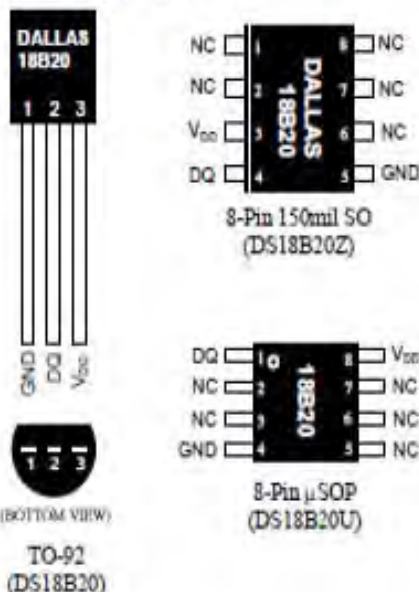 DALLAS
18B20
1 2 3
GND
DQ
VDD
1 2 3
(BOTTOM VIEW)
TO-92
(DS18B20)
NC 1 8 NC
NC 2 7 NC
VDD 3 6 NC
DQ 4 5 GND
DALLAS
18B20
8-Pin 150mil SO
(DS18B20Z)
DQ 1 8 VDD
NC 2 7 NC
NC 3 6 NC
GND 4 5 NC
18B20
8-Pin µSOP
(DS18B20U)